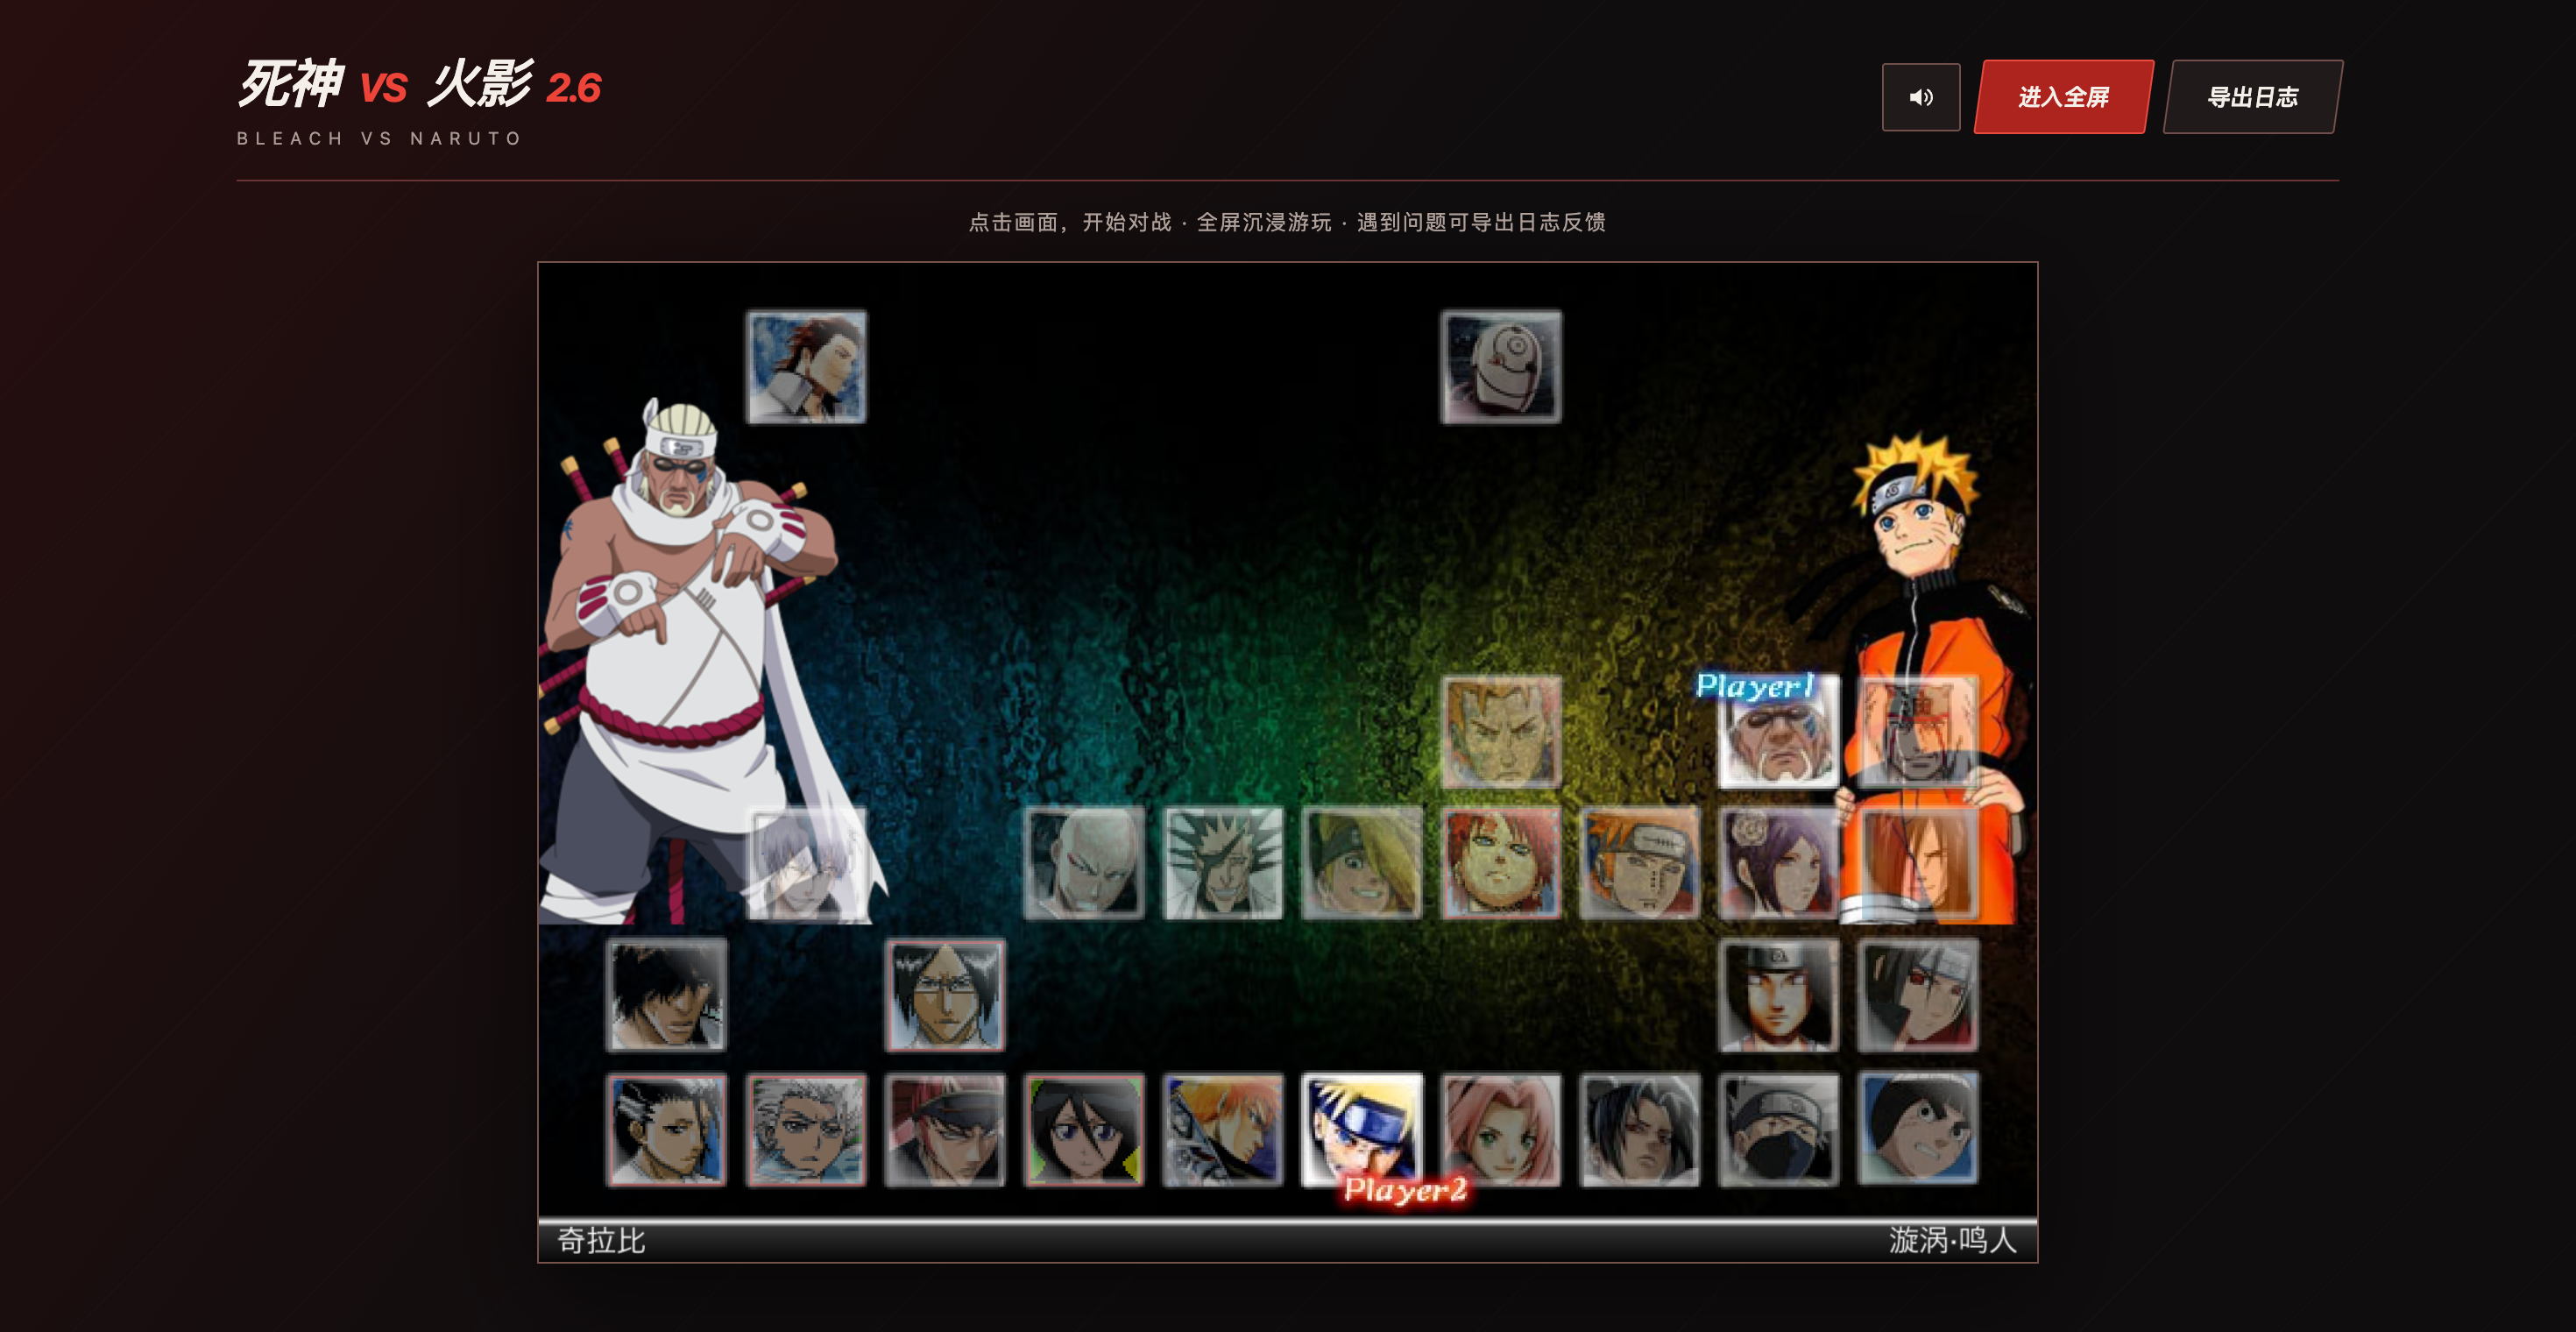 死神 VS 火影 2.6
BLEACH VS NARUTO
进入全屏
导出日志
点击画面，开始对战 · 全屏沉浸游玩 · 遇到问题可导出日志反馈
Player1
Player2
奇拉比
漩涡·鸣人